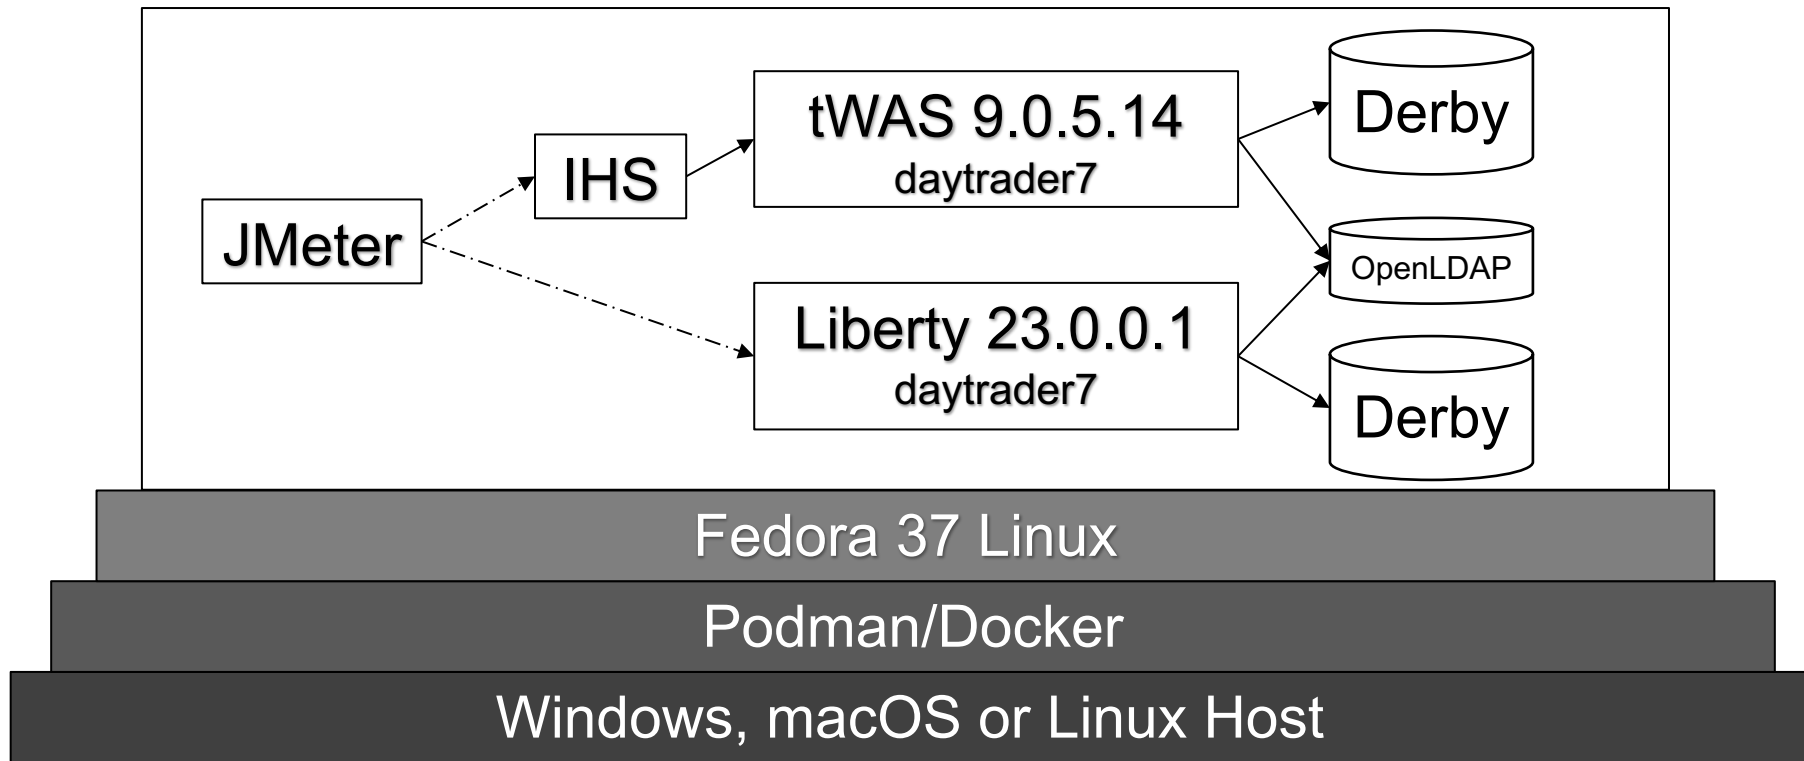 JMeter
IHS
tWAS 9.0.5.14
daytrader7
Liberty 23.0.0.1
daytrader7
Derby
OpenLDAP
Derby
Fedora 37 Linux
Podman/Docker
Windows, macOS or Linux Host